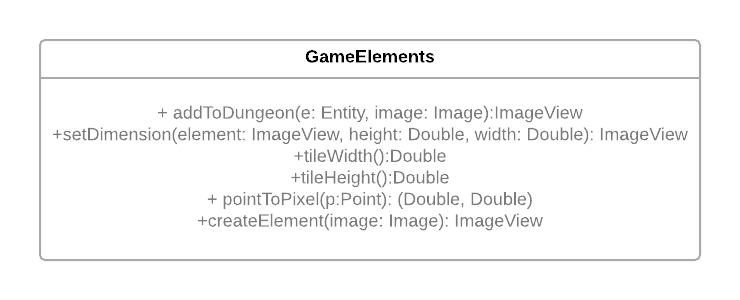 GameElements
+ addToDungeon(e: Entity, image: Image):ImageView
+setDimension(element: ImageView, height: Double, width: Double): ImageView
+tileWidth():Double
+tileHeight():Double
+ pointToPixel(p:Point): (Double, Double)
+createElement(image: Image): ImageView